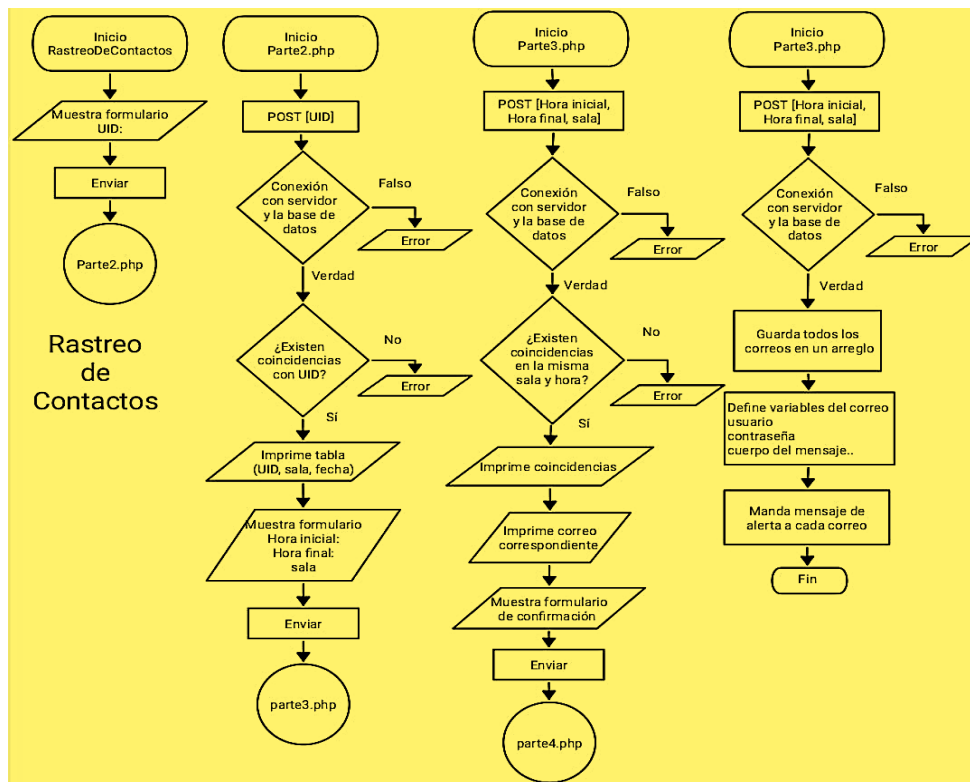 Inicio
RastreoDeContactos
Muestra formulario
UID:
Enviar
Parte2.php
Rastreo
de
Contactos
Inicio
Parte2.php
POST [UID]
Conexión
con servidor
y la base de
datos
Falso
Error
Verdad
¿Existen
coincidencias
con UID?
No
Error
Sí
Imprime tabla
(UID, sala, fecha)
Muestra formulario
Hora inicial:
Hora final:
sala
Enviar
parte3.php
Inicio
Parte3.php
POST [Hora inicial,
Hora final, sala]
Conexión
con servidor
y la base de
datos
Falso
Error
Verdad
¿Existen
coincidencias
en la misma
sala y hora?
No
Error
Sí
Imprime coincidencias
Imprime correo
correspondiente
Muestra formulario
de confirmación
Enviar
parte4.php
Inicio
Parte3.php
POST [Hora inicial,
Hora final, sala]
Conexión
con servidor
y la base de
datos
Falso
Error
Verdad
Guarda todos los
correos en un arreglo
Define variables del correo
usuario
contraseña
cuerpo del mensaje..
Manda mensaje de
alerta a cada correo
Fin